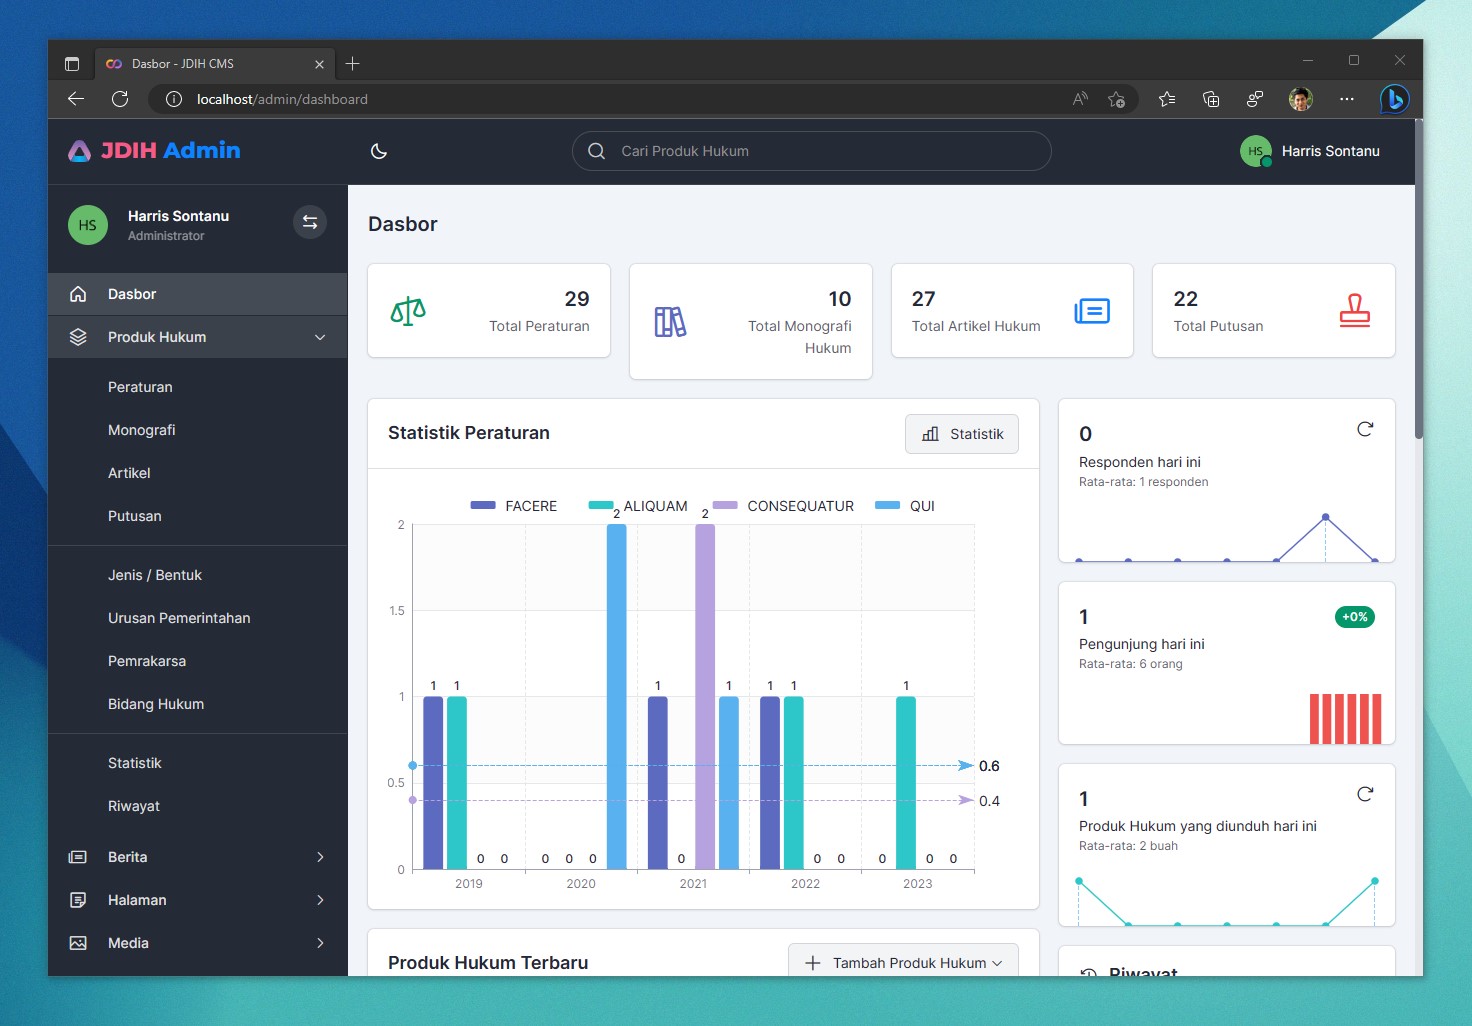 Dasbor - JDIH CMS
localhost/admin/dashboard
JDIH Admin
Cari Produk Hukum
HS
Harris Sontanu
HS
Harris Sontanu
Administrator
Dasbor
Produk Hukum
Peraturan
Monografi
Artikel
Putusan
Jenis / Bentuk
Urusan Pemerintahan
Pemrakarsa
Bidang Hukum
Statistik
Riwayat
Berita
Halaman
Media
Dasbor
29
Total Peraturan
10
Total Monografi
Hukum
27
Total Artikel Hukum
22
Total Putusan
Statistik Peraturan
Statistik
FACERE ALIQUAM CONSEQUATUR QUI
2 2
2
1.5
1 1 1 1 1 1 1
1
0.5
0.6
0.4
0 0 0 0 0 0 0 0 0 0 0
0
2019 2020 2021 2022 2023
Produk Hukum Terbaru
Tambah Produk Hukum
0
Responden hari ini
Rata-rata: 1 responden
1
+0%
Pengunjung hari ini
Rata-rata: 6 orang
1
Produk Hukum yang diunduh hari ini
Rata-rata: 2 buah
Riwayat